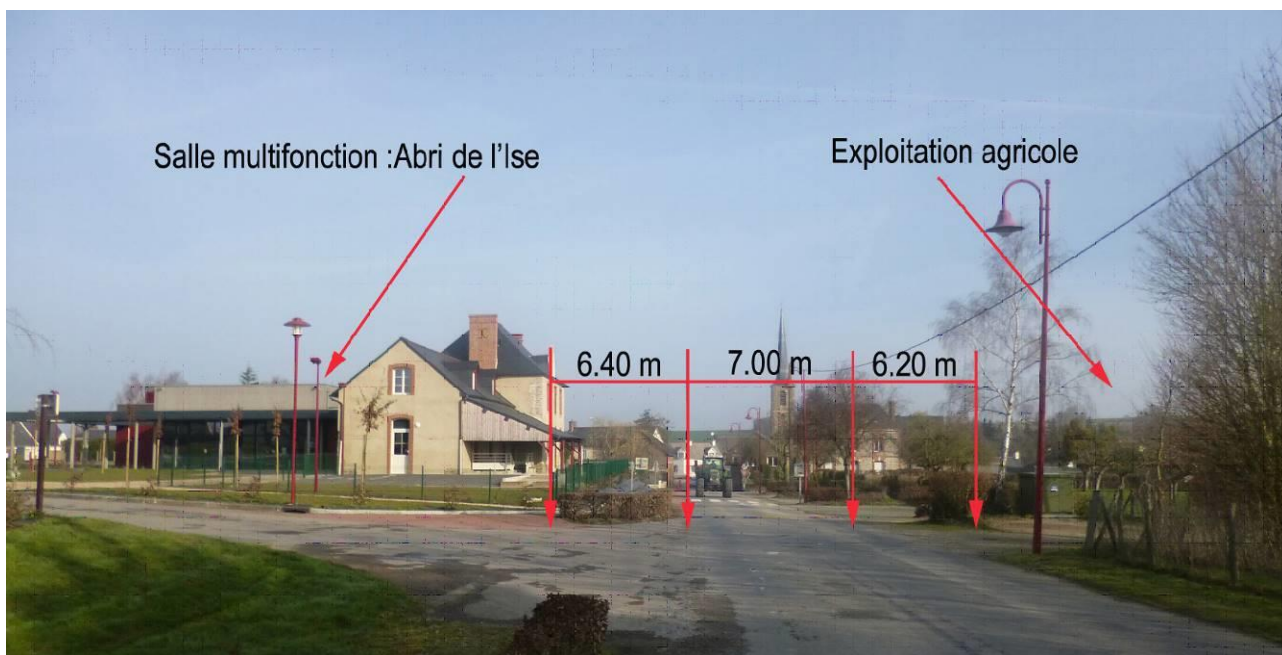 Salle multifonction :Abri de l'Ise
Exploitation agricole
6.40 m
7.00 m
6.20 m